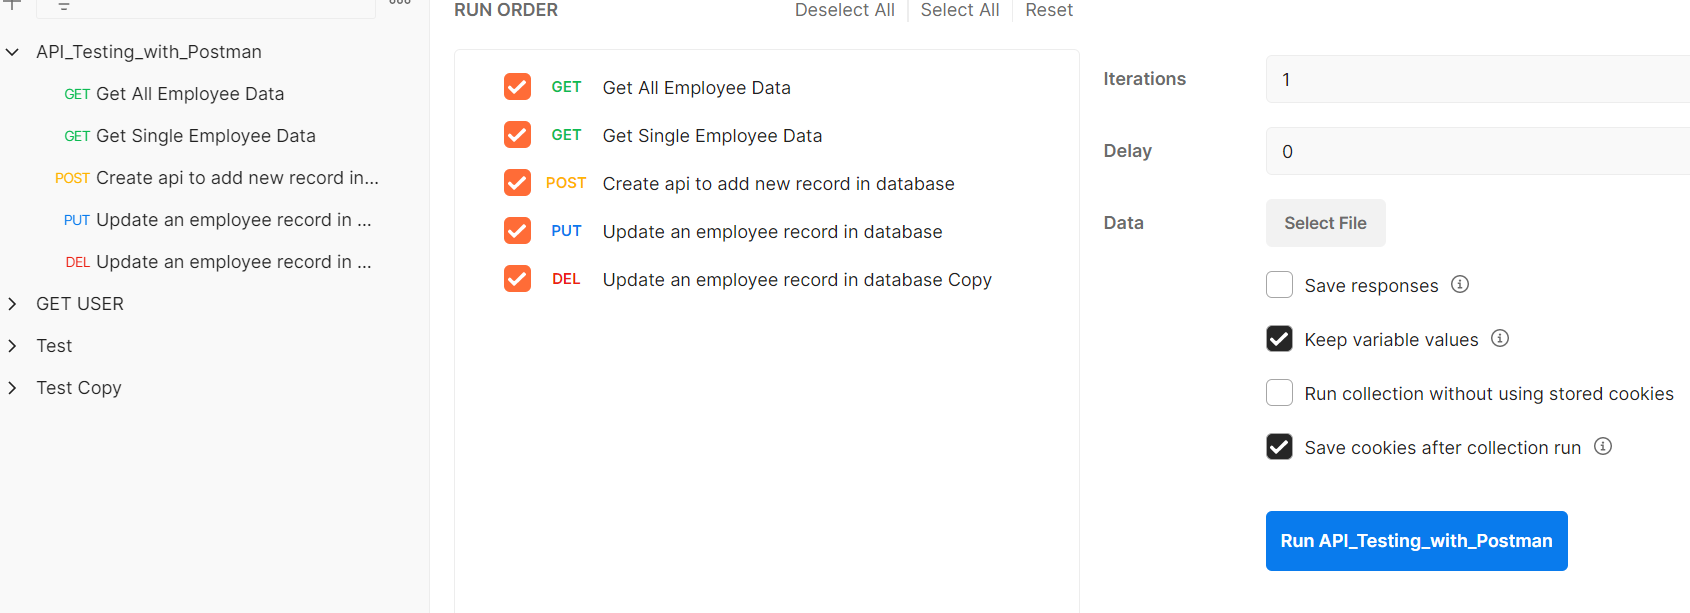 API_Testing_with_Postman
GET Get All Employee Data
GET Get Single Employee Data
POST Create api to add new record in...
PUT Update an employee record in ...
DEL Update an employee record in ...
GET USER
Test
Test Copy
RUN ORDER
Deselect All
Select All
Reset
GET Get All Employee Data
GET Get Single Employee Data
POST Create api to add new record in database
PUT Update an employee record in database
DEL Update an employee record in database Copy
Iterations 1
Delay 0
Data Select File
Save responses
Keep variable values
Run collection without using stored cookies
Save cookies after collection run
Run API_Testing_with_Postman